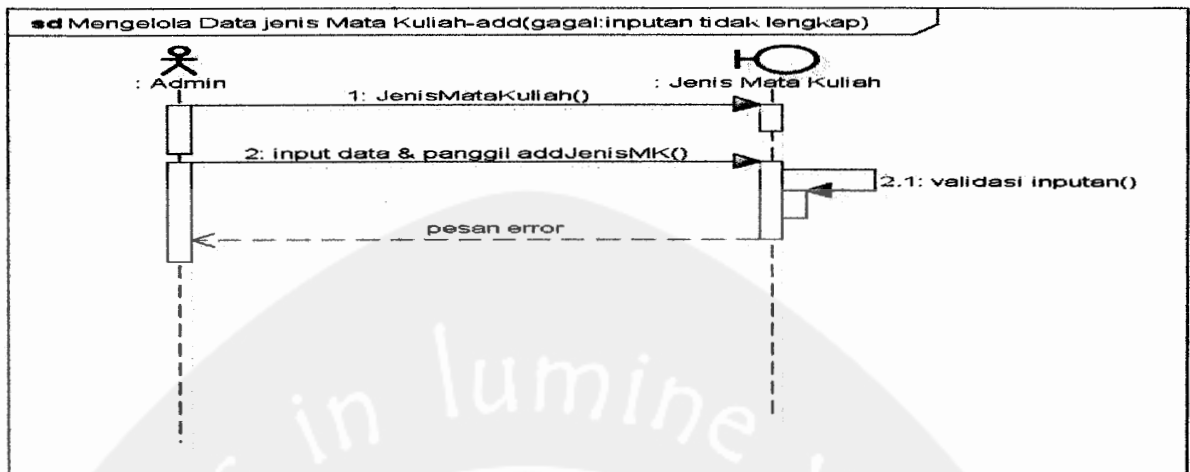 sd Mengelola Data jenis Mata Kuliah-add(gagal:inputan tidak lengkap)
: Admin
: Jenis Mata Kuliah
1: JenisMataKuliah()
2: input data & panggil addJenisMK()
2.1: validasi inputan()
pesan error
in lumine